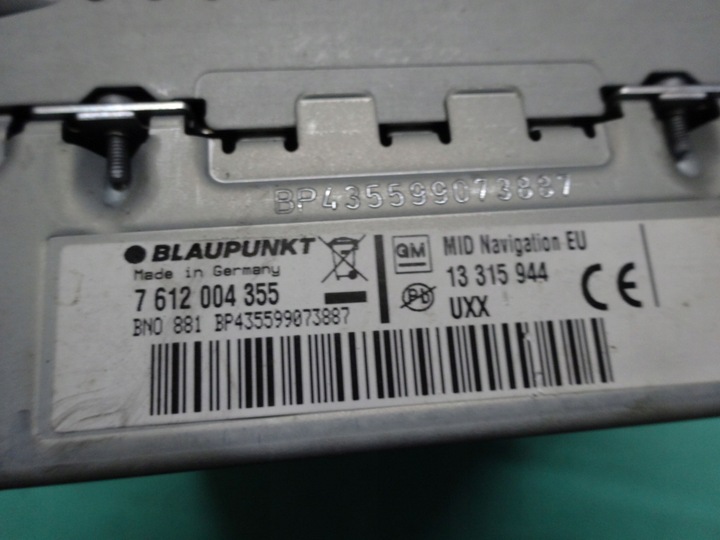 BP435599073887
BLAUPUNKT
Made in Germany
7 612 004 355
BNO 881 BP435599073887
GM
MID Navigation EU
13 315 944
Pb
UXX
CE